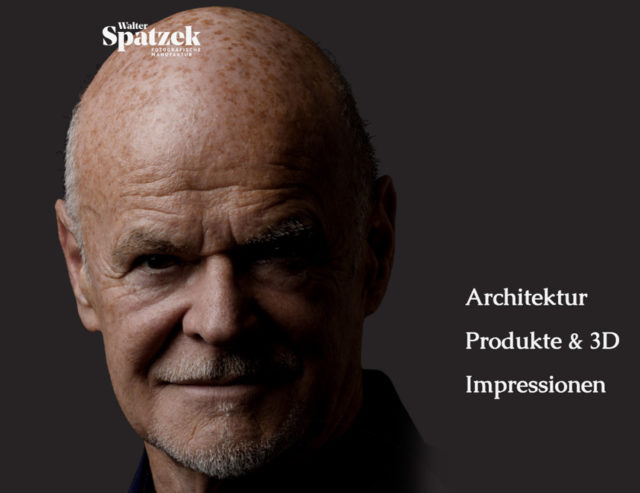 Walter
Spatzek
FOTOGRAFISCHE
MANUFAKTUR
Architektur
Produkte & 3D
Impressionen